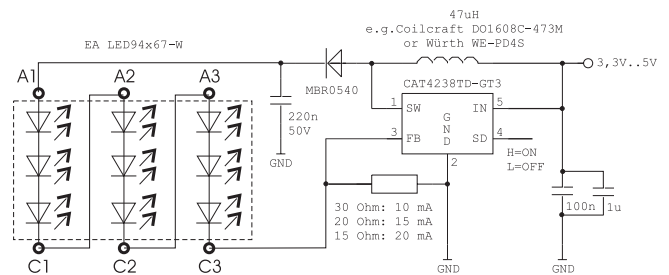 47uH
e.g.Coilcraft DO1608C-473M
or Würth WE-PD4S
EA LED94x67-W
3,3V..5V
A1
A2
A3
MBR0540
CAT4238TD-GT3
220n
50V
GND
1
SW
IN
5
3
FB
SD
4
GND
2
H=ON
L=OFF
30 Ohm: 10 mA
20 Ohm: 15 mA
15 Ohm: 20 mA
100n
1u
C1
C2
C3
GND
GND